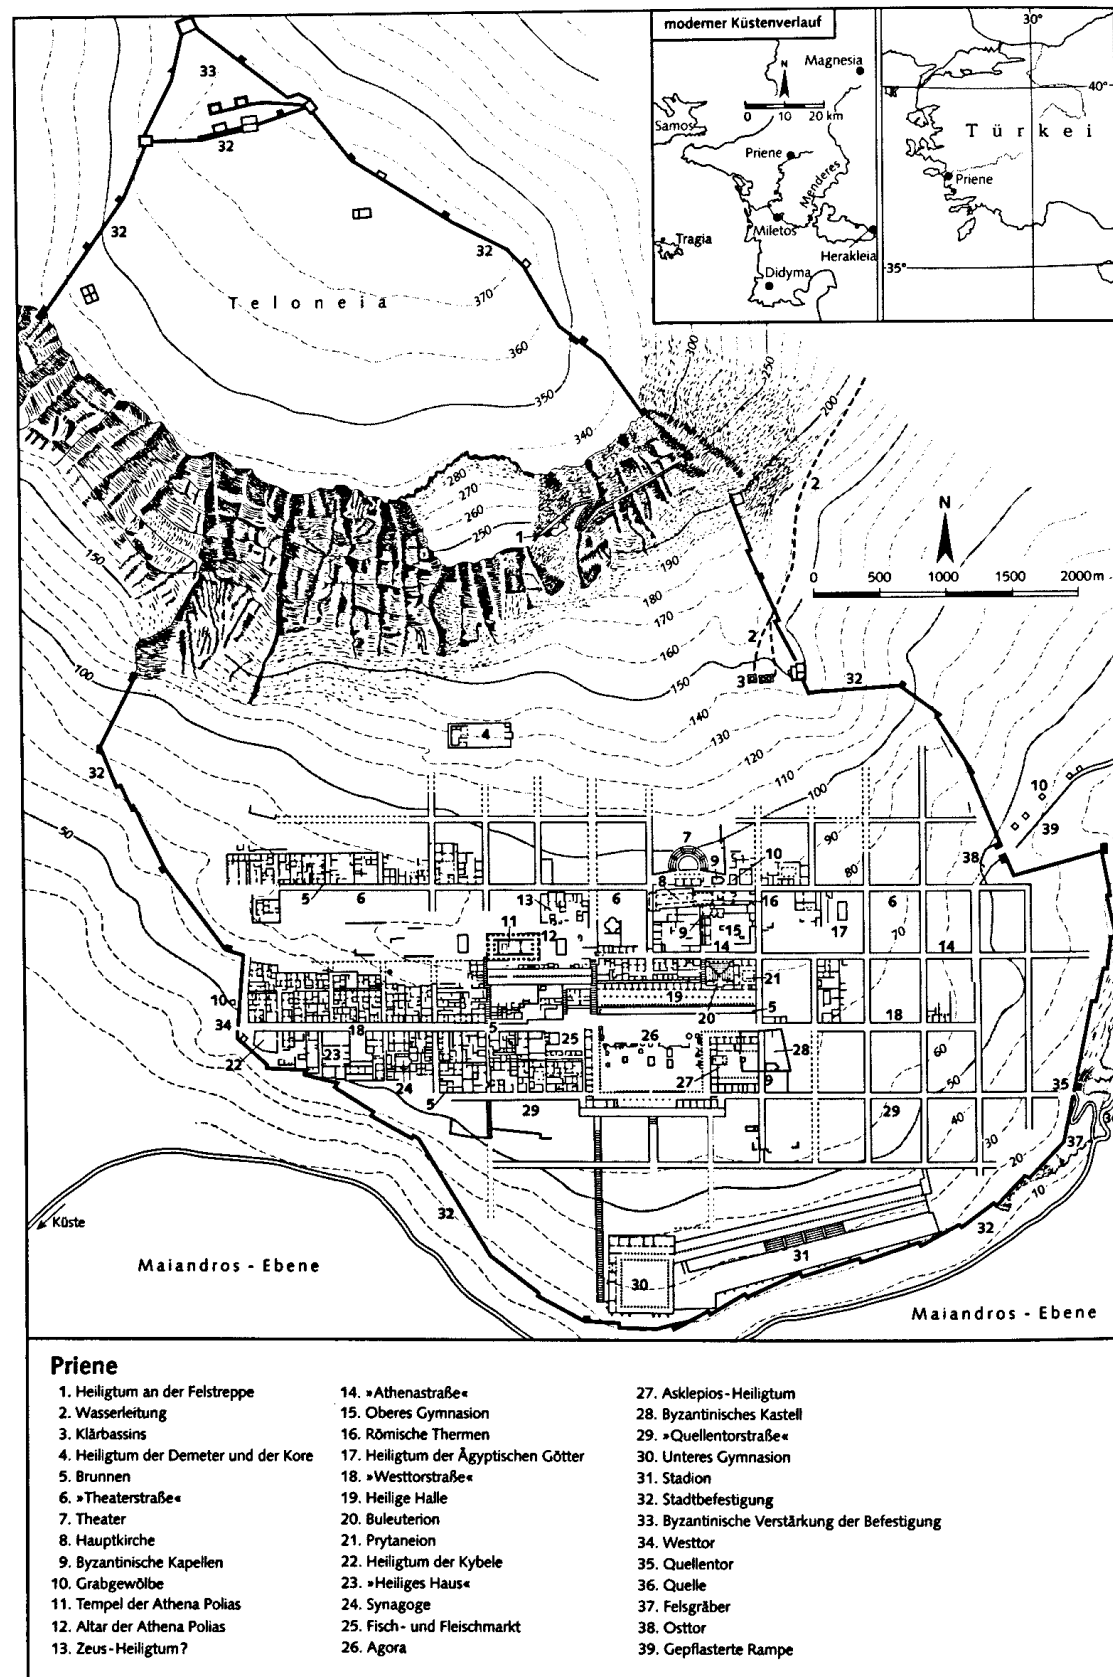 moderner Küstenverlauf
30°
Magnesia
N
40°
0 10 20 km
Samos
Türkei
Priene
Priene
Menderes
Miletos
Tragia
Herakleia
35°
Didyma
33
32
32
32
Teloneia
370
360
350
340
300
250
200
280
270
260
250
1
2
N
190
180
170
160
150
0 500 1000 1500 2000 m
150
2
3
32
100
140
130
120
110
100
4
32
50
10
39
7
9
10
90
80
38
8
5
6
13
6
16
6
11
12
9
15
14
17
70
14
21
10
19
5
34
18
5
20
18
26
25
28
60
22
23
24
27
9
50
35
5
29
29
40
30
37
36
20
10
32
32
Küste
31
30
Maiandros - Ebene
Maiandros - Ebene
Priene
1. Heiligtum an der Felstreppe
2. Wasserleitung
3. Klärbassins
4. Heiligtum der Demeter und der Kore
5. Brunnen
6. »Theaterstraße«
7. Theater
8. Hauptkirche
9. Byzantinische Kapellen
10. Grabgewölbe
11. Tempel der Athena Polias
12. Altar der Athena Polias
13. Zeus-Heiligtum?
14. »Athenastraße«
15. Oberes Gymnasion
16. Römische Thermen
17. Heiligtum der Ägyptischen Götter
18. »Westtorstraße«
19. Heilige Halle
20. Buleuterion
21. Prytaneion
22. Heiligtum der Kybele
23. »Heiliges Haus«
24. Synagoge
25. Fisch- und Fleischmarkt
26. Agora
27. Asklepios-Heiligtum
28. Byzantinisches Kastell
29. »Quellentorstraße«
30. Unteres Gymnasion
31. Stadion
32. Stadtbefestigung
33. Byzantinische Verstärkung der Befestigung
34. Westtor
35. Quellentor
36. Quelle
37. Felsgräber
38. Osttor
39. Gepflasterte Rampe